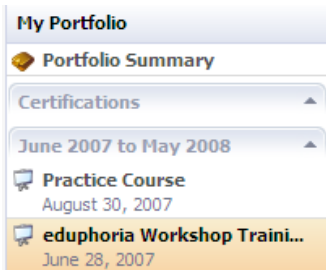 My Portfolio
Portfolio Summary
Certifications
June 2007 to May 2008
Practice Course
August 30, 2007
eduphoria Workshop Traini...
June 28, 2007